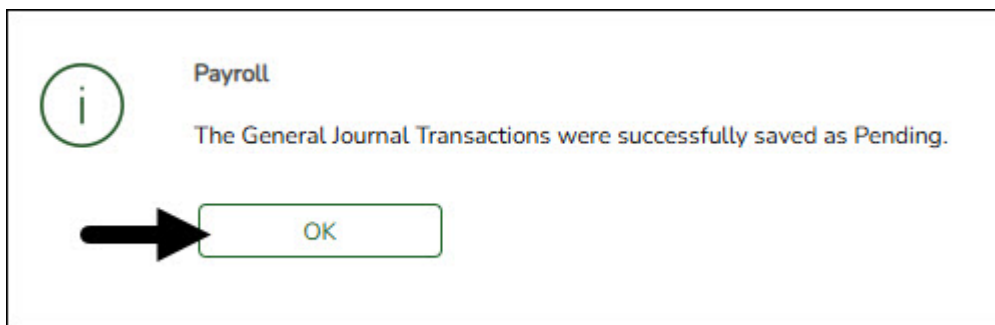 Payroll
The General Journal Transactions were successfully saved as Pending.
OK